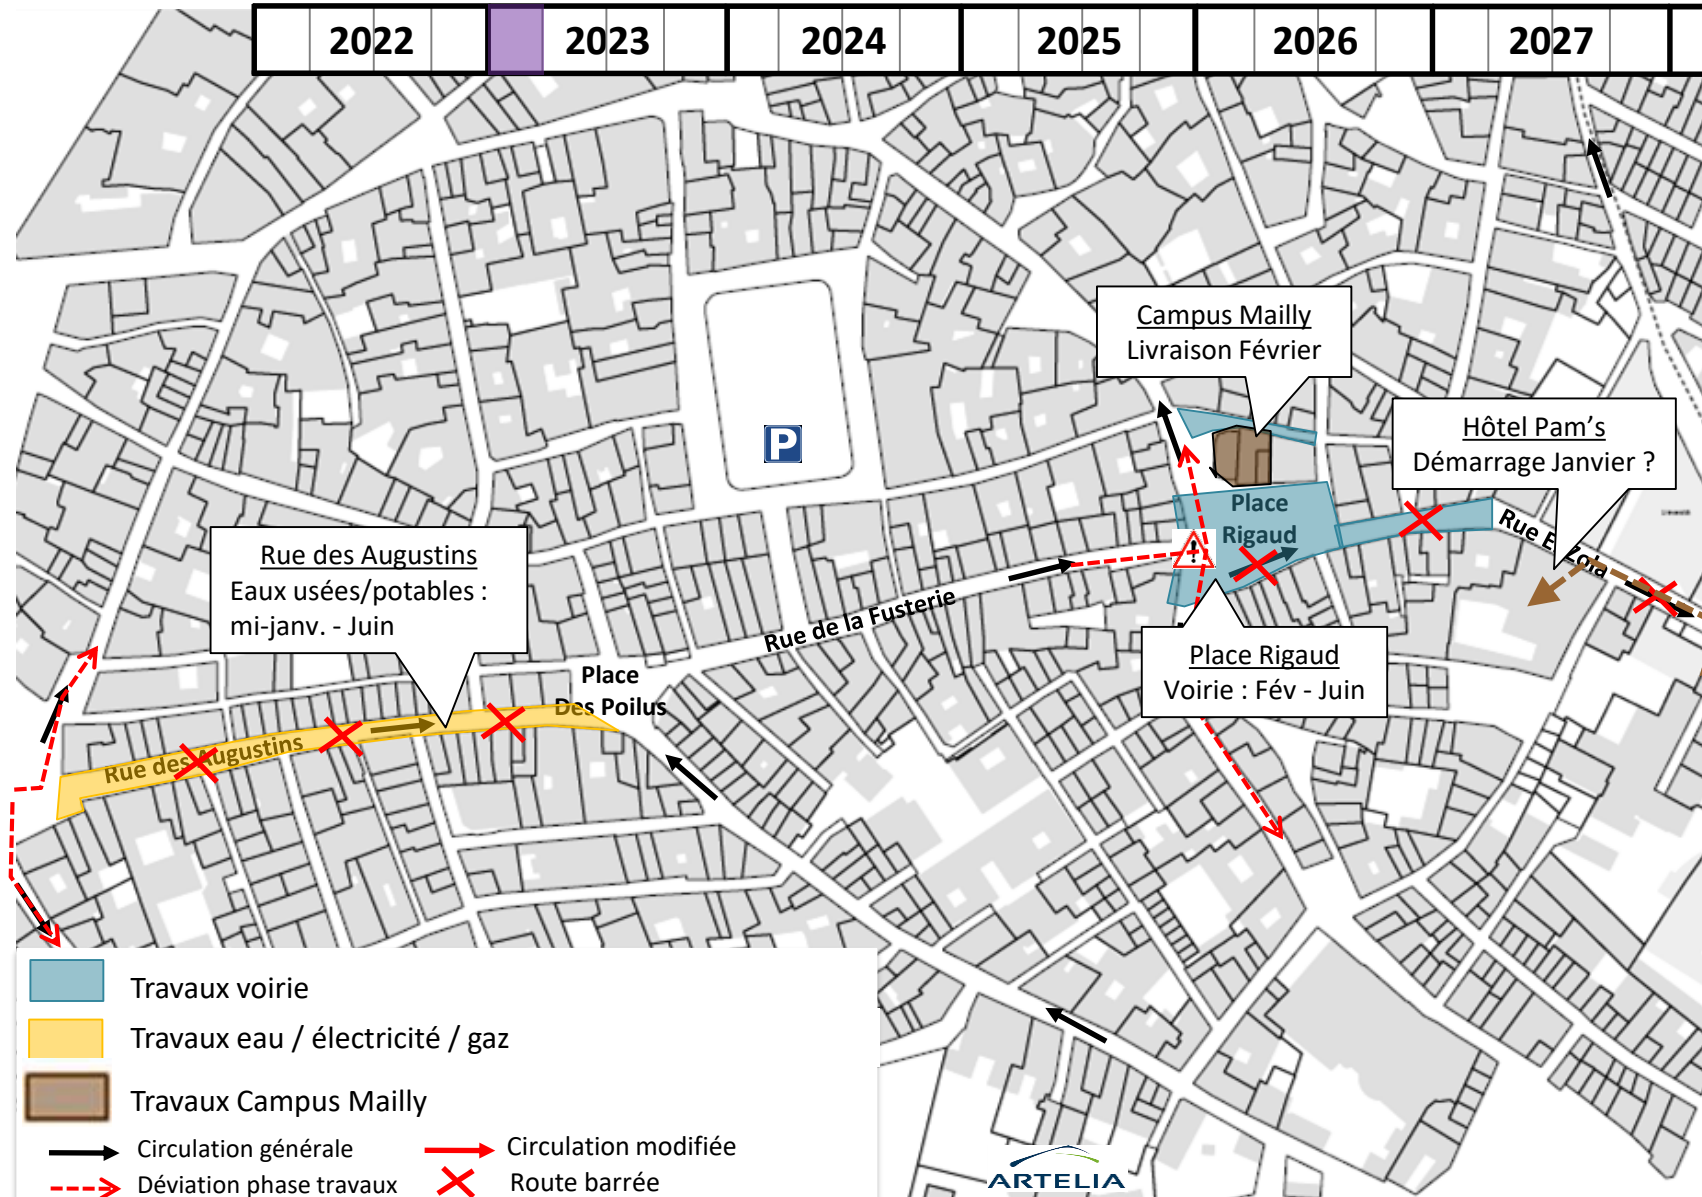 2022 2023 2024 2025 2026 2027
Campus Mailly
Livraison Février
Hôtel Pam's
Démarrage Janvier ?
P
Place
Rigaud
Rue E. Zola
Rue des Augustins
Eaux usées/potables :
mi-janv. - Juin
Rue de la Fusterie
Place Rigaud
Voirie : Fév - Juin
Place
Des Poilus
Rue des Augustins
Travaux voirie
Travaux eau / électricité / gaz
Travaux Campus Mailly
Circulation générale
Circulation modifiée
Déviation phase travaux
Route barrée
ARTELIA